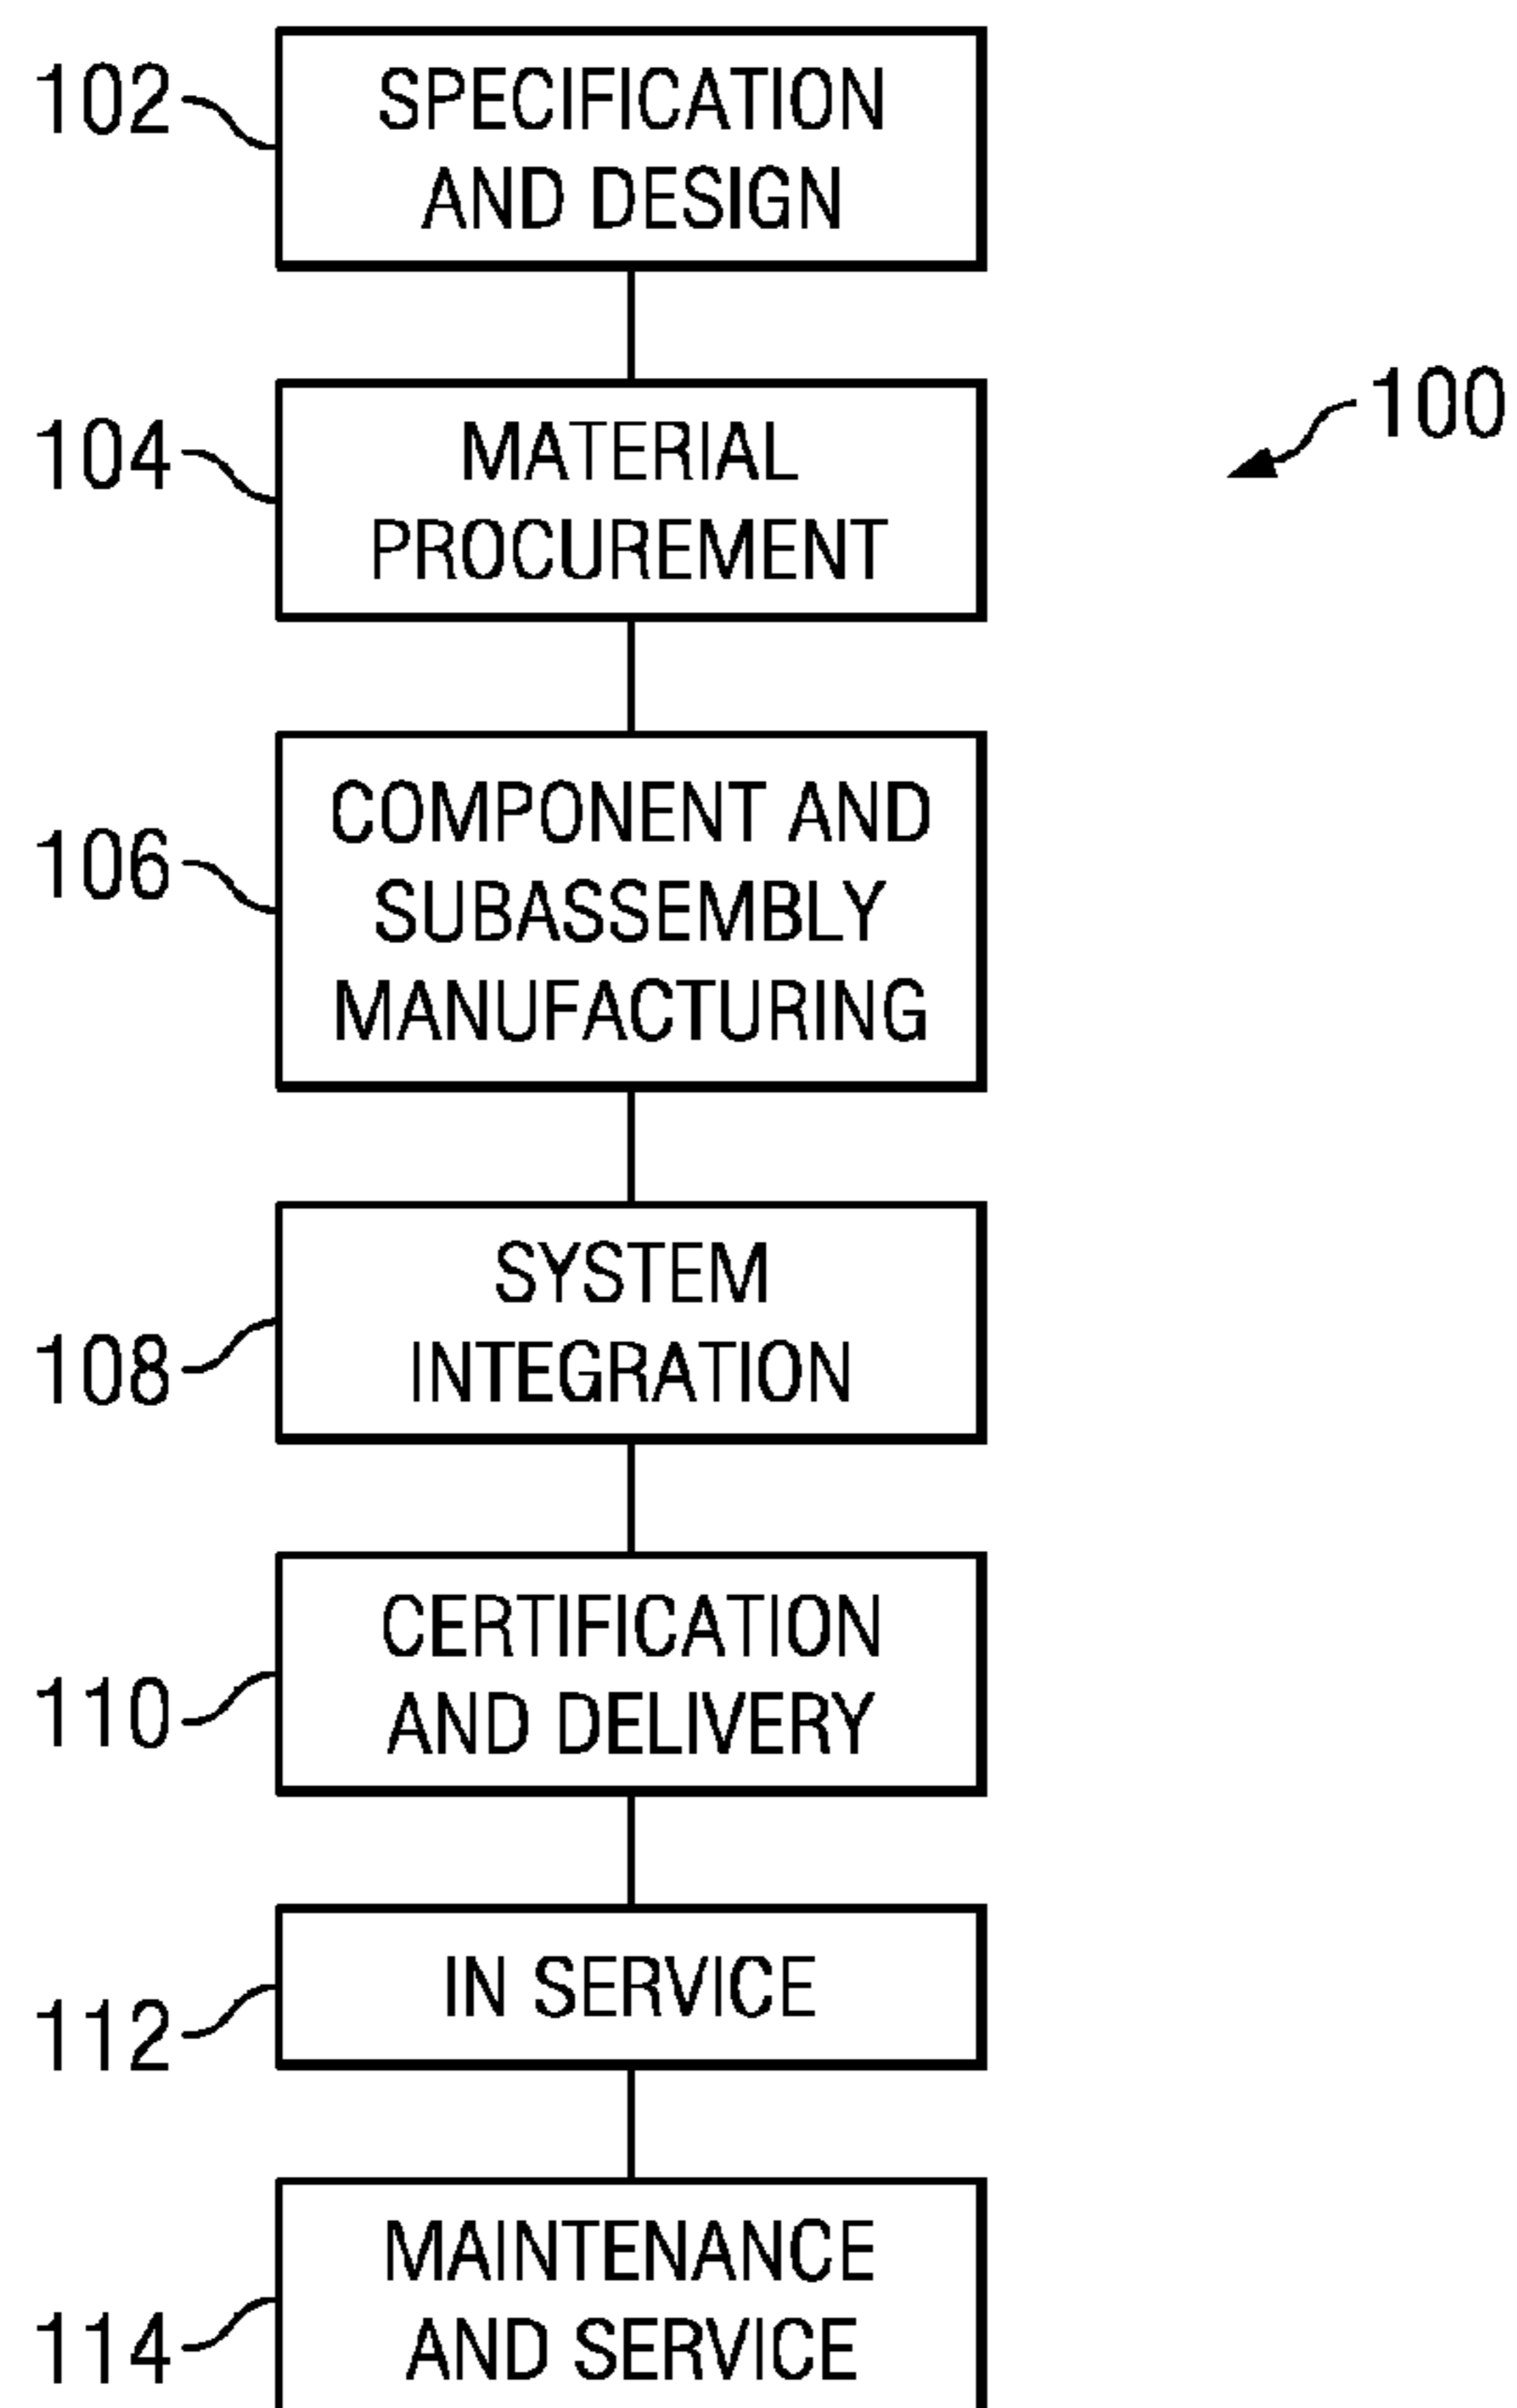 102
SPECIFICATION
AND DESIGN
100
104
MATERIAL
PROCUREMENT
106
COMPONENT AND
SUBASSEMBLY
MANUFACTURING
108
SYSTEM
INTEGRATION
110
CERTIFICATION
AND DELIVERY
112
IN SERVICE
114
MAINTENANCE
AND SERVICE